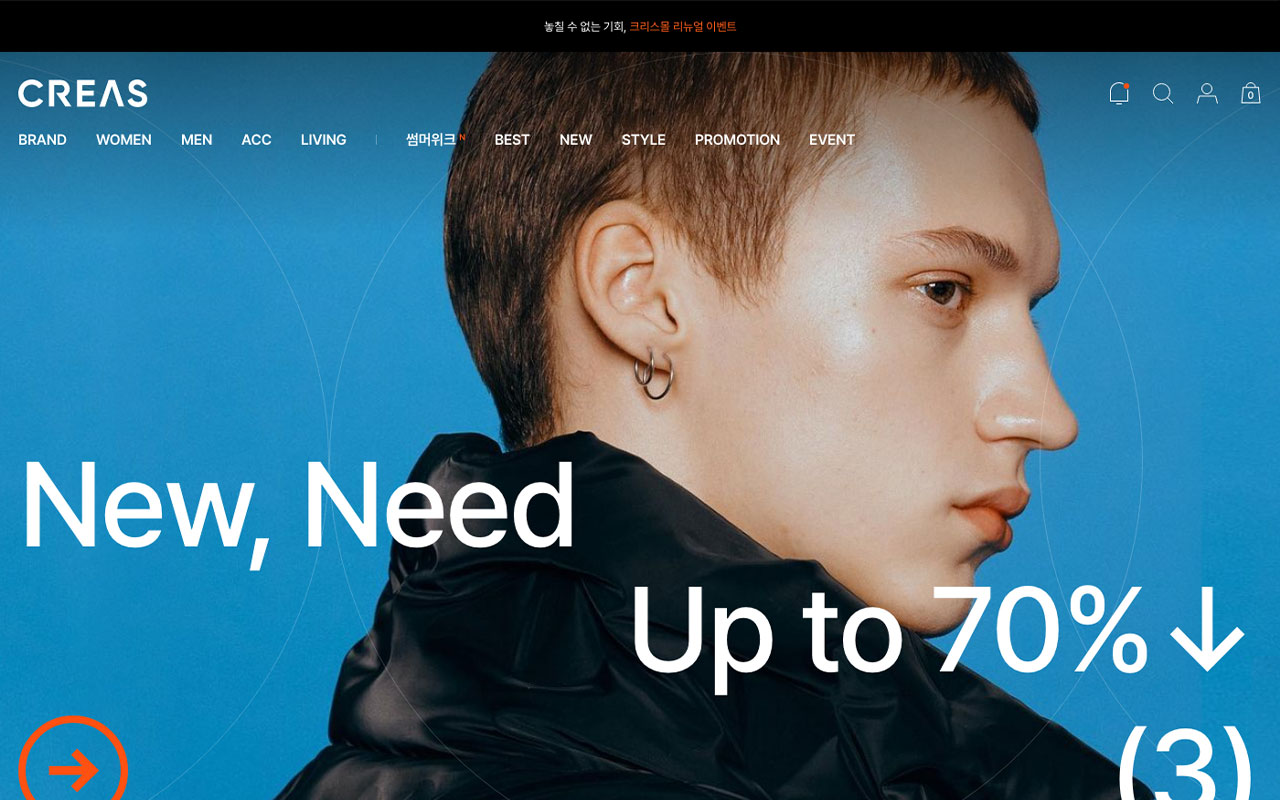 놓칠 수 없는 기회, 크리스몰 리뉴얼 이벤트
CREAS
0
BRAND WOMEN MEN ACC LIVING 썸머위크 N BEST NEW STYLE PROMOTION EVENT
New, Need
Up to 70%↓
(3)